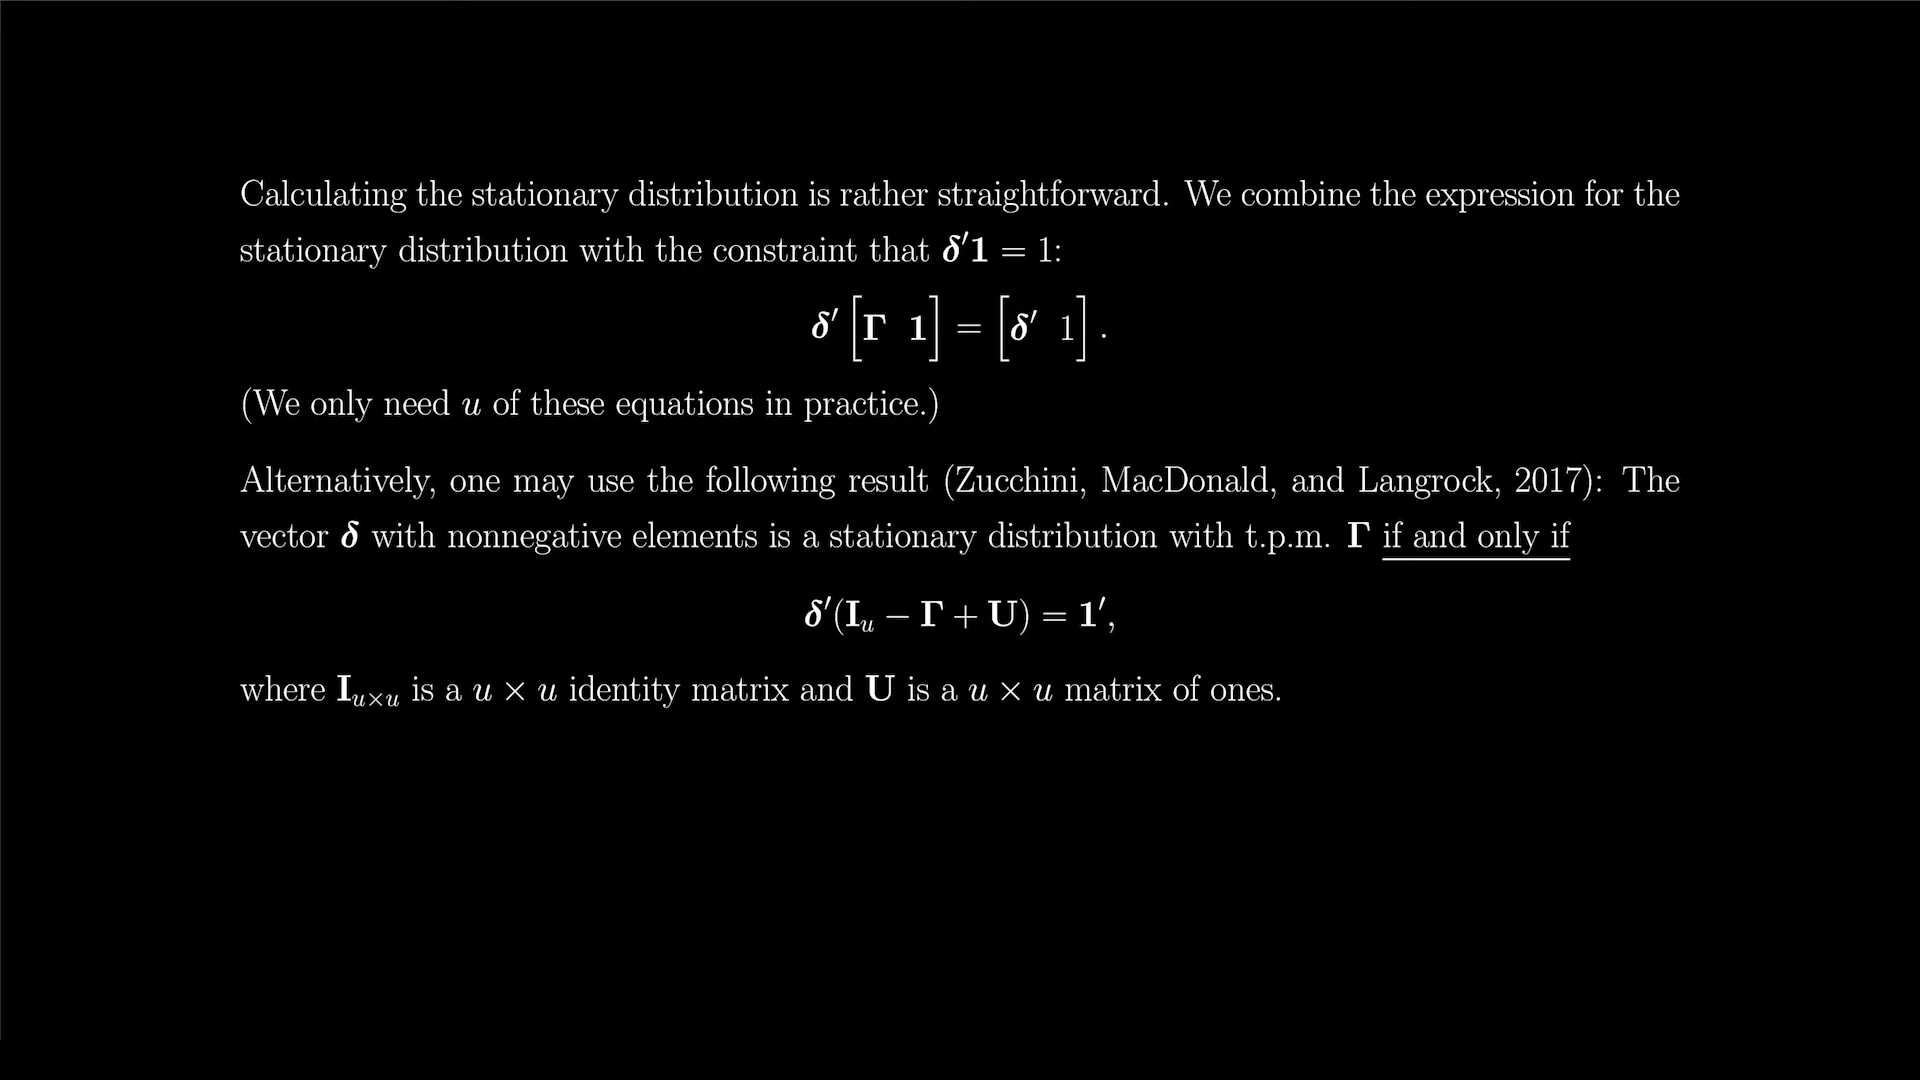 Calculating the stationary distribution is rather straightforward. We combine the expression for the
stationary distribution with the constraint that δ′1 = 1:
δ′ [Γ 1] = [δ′ 1] .
(We only need u of these equations in practice.)
Alternatively, one may use the following result (Zucchini, MacDonald, and Langrock, 2017): The
vector δ with nonnegative elements is a stationary distribution with t.p.m. Γ if and only if
δ′(Iᵤ − Γ + U) = 1′,
where Iᵤ×ᵤ is a u × u identity matrix and U is a u × u matrix of ones.